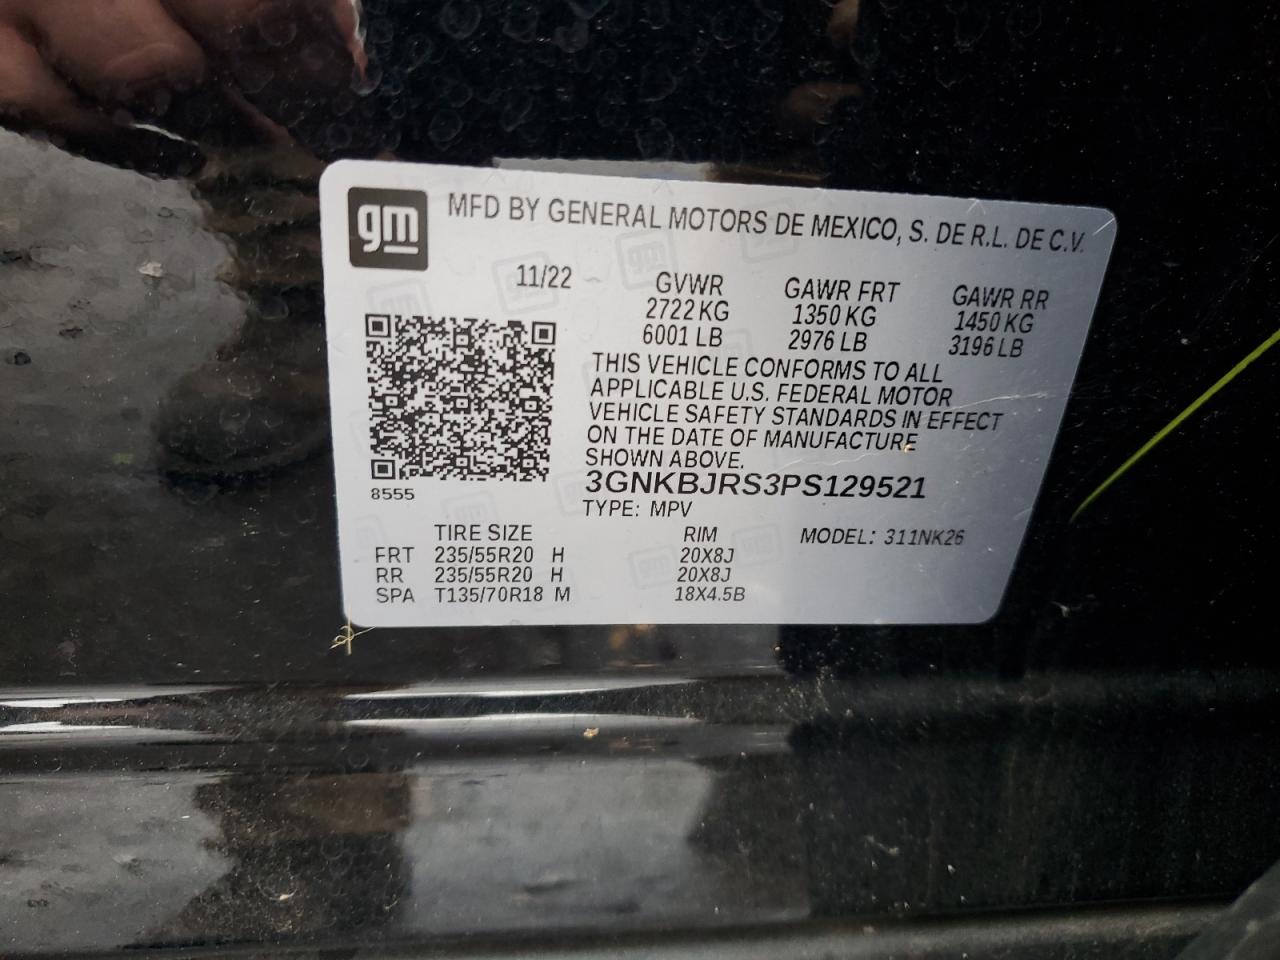 gm MFD BY GENERAL MOTORS DE MEXICO, S. DE R.L. DE C.V.
11/22 GVWR GAWR FRT GAWR RR
2722 KG 1350 KG 1450 KG
6001 LB 2976 LB 3196 LB
THIS VEHICLE CONFORMS TO ALL
APPLICABLE U.S. FEDERAL MOTOR
VEHICLE SAFETY STANDARDS IN EFFECT
ON THE DATE OF MANUFACTURE
SHOWN ABOVE.
3GNKBJRS3PS129521
8555
TYPE: MPV
TIRE SIZE RIM MODEL: 311NK26
FRT 235/55R20 H 20X8J
RR 235/55R20 H 20X8J
SPA T135/70R18 M 18X4.5B